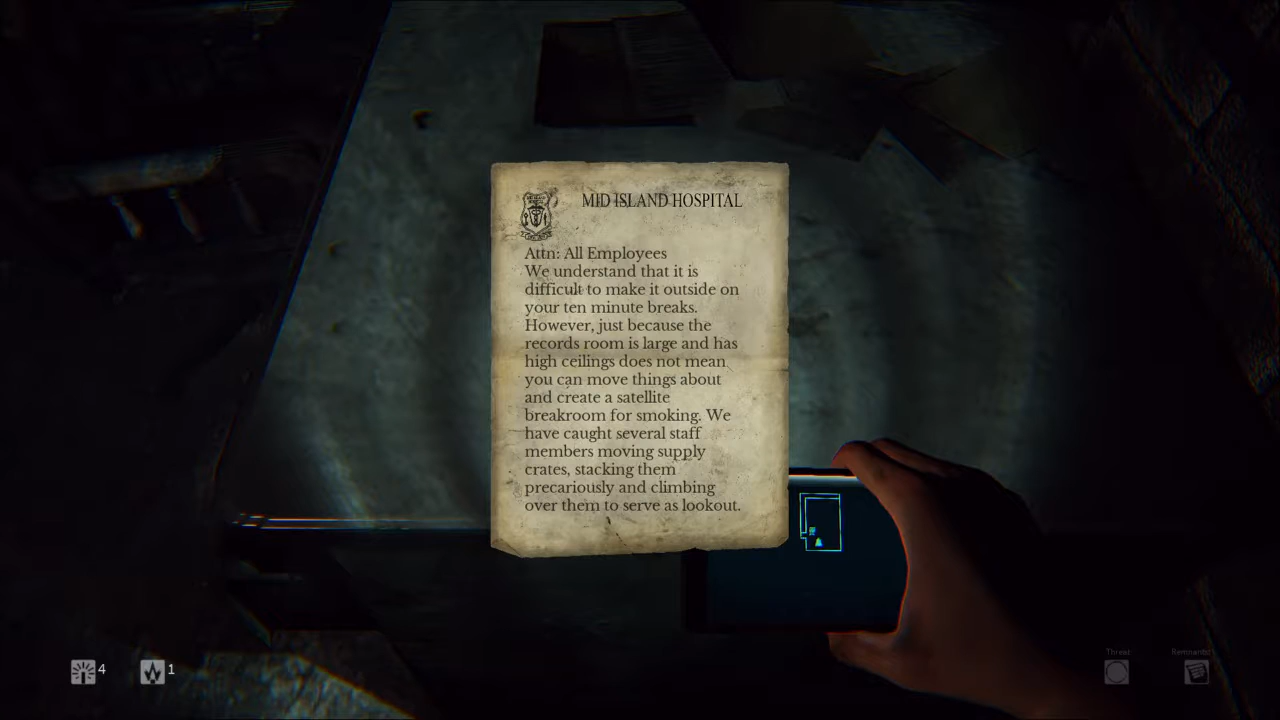 MID ISLAND HOSPITAL
Attn: All Employees
We understand that it is
difficult to make it outside on
your ten minute breaks.
However, just because the
records room is large and has
high ceilings does not mean
you can move things about
and create a satellite
breakroom for smoking. We
have caught several staff
members moving supply
crates, stacking them
precariously and climbing
over them to serve as lookout.
4
1
Threat
Remnants